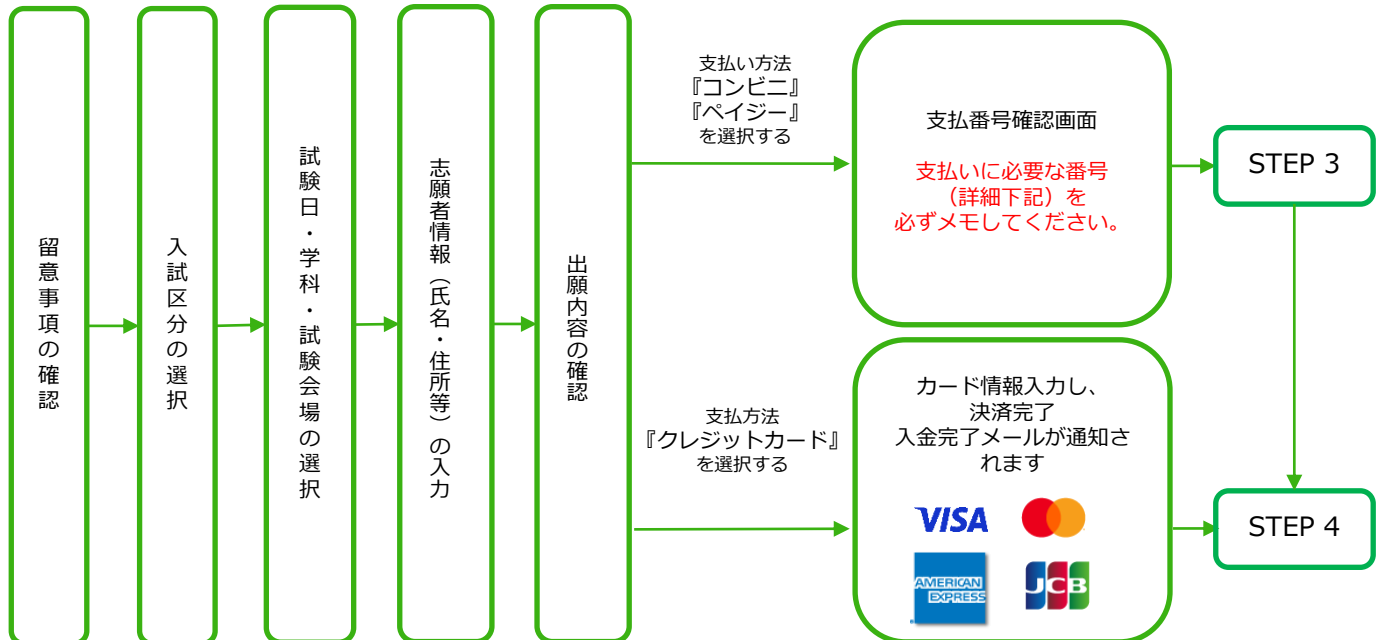 留意事項の確認
入試区分の選択
試験日・学科・試験会場の選択
志願者情報（氏名・住所等）の入力
出願内容の確認
支払い方法
『コンビニ』
『ペイジー』
を選択する
支払番号確認画面
支払いに必要な番号
（詳細下記）を
必ずメモしてください。
STEP 3
支払方法
『クレジットカード』
を選択する
カード情報入力し、
決済完了
入金完了メールが通知さ
れます
VISA
AMERICAN
EXPRESS
JCB
STEP 4